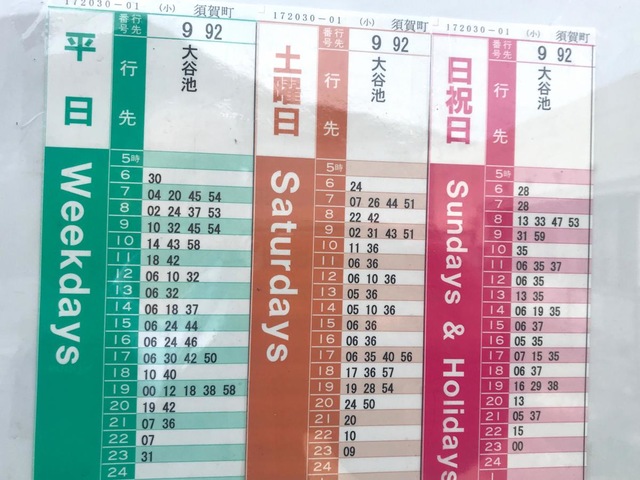 172030-01 (小) 須賀町
行先番号 9 92
平日 行先 大谷池
Weekdays
5時
6 30
7 04 20 45 54
8 02 24 37 53
9 10 32 45 54
10 14 43 58
11 18 42
12 06 10 32
13 06 32
14 06 18 37
15 06 24 44
16 06 24 46
17 06 30 42 50
18 10 40
19 00 12 18 38 58
20 19 42
21 07 36
22 07
23 31
24
172030-01 (小) 須賀町
行先番号 9 92
土曜日 行先 大谷池
Saturdays
5時
6 24
7 07 26 44 51
8 22 42
9 02 31 43 51
10 11 36
11 06 36
12 06 10 36
13 05 36
14 05 10 36
15 06 36
16 06 36
17 06 35 40 56
18 17 36 57
19 19 28 54
20 24 50
21 20
22 10
23 09
172030-01 (小) 須賀町
行先番号 9 92
日祝日 行先 大谷池
Sundays & Holidays
5時
6 28
7 28
8 13 33 47 53
9 31 59
10 35
11 06 35 37
12 06 35
13 13 35
14 06 19 35
15 06 37
16 05 35
17 07 15 35
18 06 37
19 16 29 38
20 13
21 05 37
22 15
23 00
24